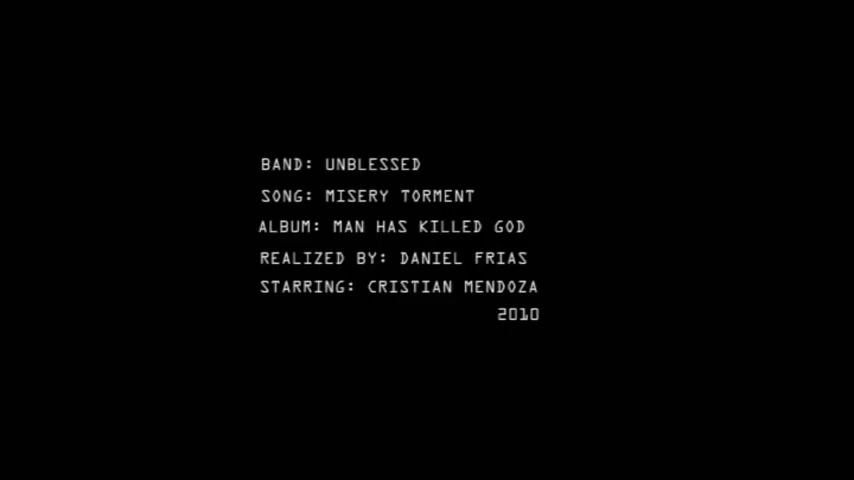 BAND: UNBLESSED
SONG: MISERY TORMENT
ALBUM: MAN HAS KILLED GOD
REALIZED BY: DANIEL FRIAS
STARRING: CRISTIAN MENDOZA
2010